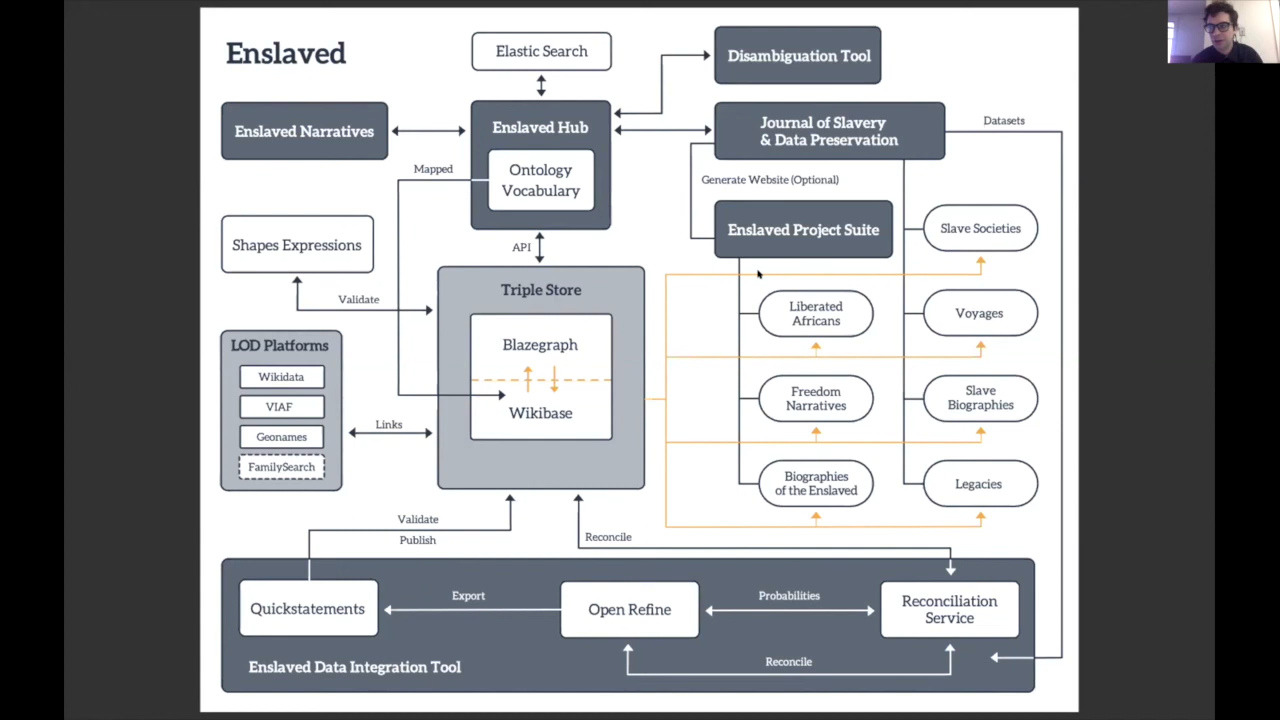 Enslaved
Elastic Search
Disambiguation Tool
Enslaved Narratives
Enslaved Hub
Ontology
Vocabulary
Journal of Slavery
& Data Preservation
Datasets
Mapped
Generate Website (Optional)
Shapes Expressions
API
Enslaved Project Suite
Slave Societies
Validate
Triple Store
Blazegraph
Wikibase
Liberated
Africans
Voyages
LOD Platforms
Wikidata
VIAF
Geonames
FamilySearch
Links
Freedom
Narratives
Slave
Biographies
Biographies
of the Enslaved
Legacies
Validate
Publish
Reconcile
Quickstatements
Export
Open Refine
Probabilities
Reconciliation
Service
Reconcile
Enslaved Data Integration Tool